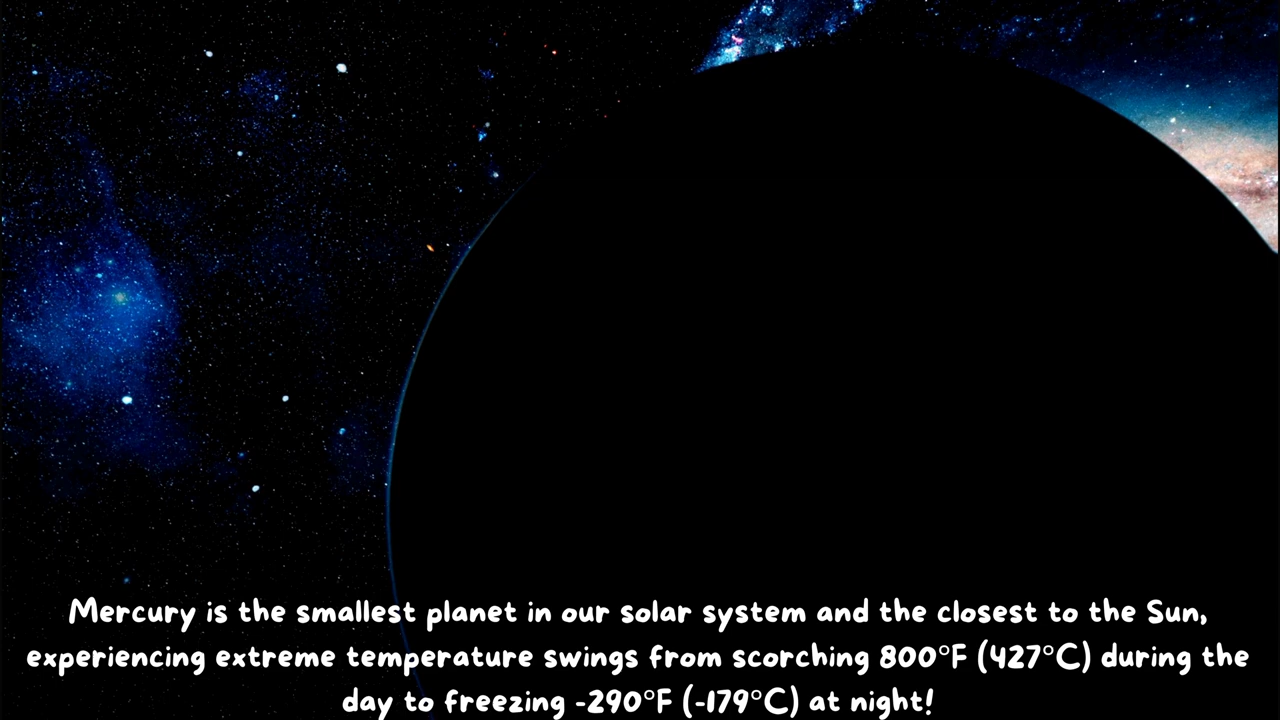 Mercury is the smallest planet in our solar system and the closest to the Sun,
experiencing extreme temperature swings from scorching 800°F (427°C) during the
day to freezing -290°F (-179°C) at night!